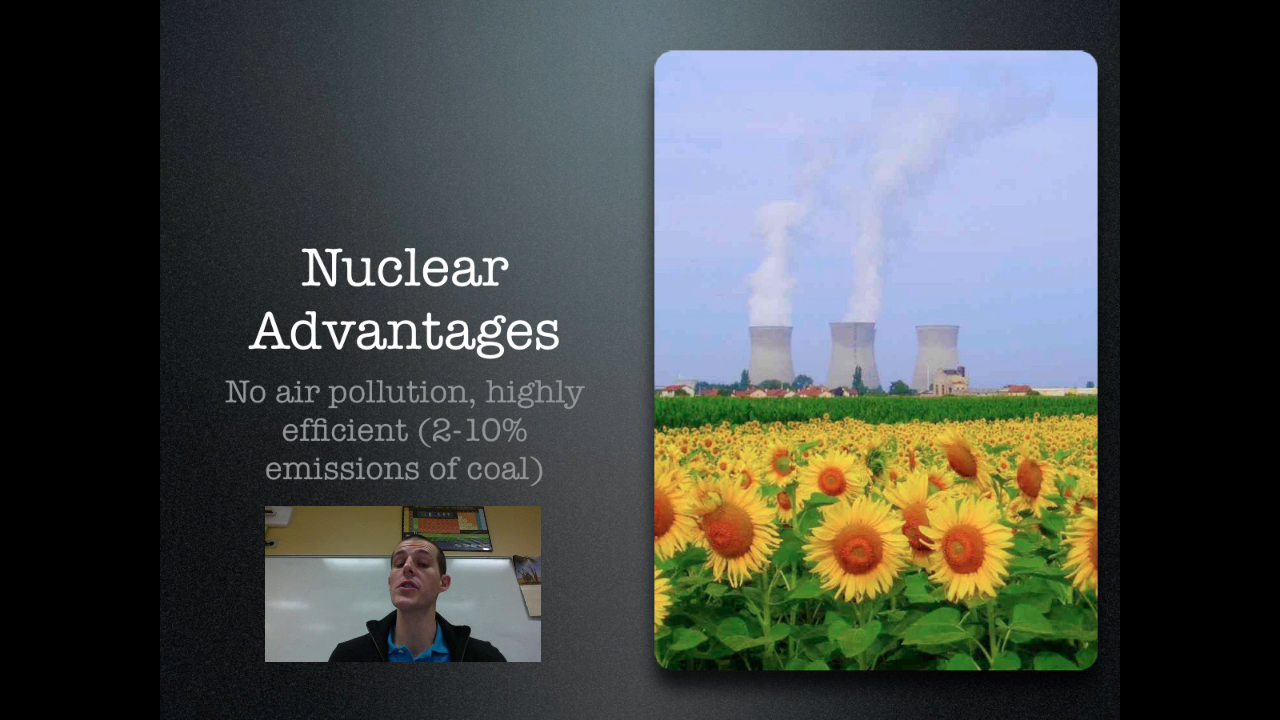 Nuclear
Advantages
No air pollution, highly
efficient (2-10%
emissions of coal)